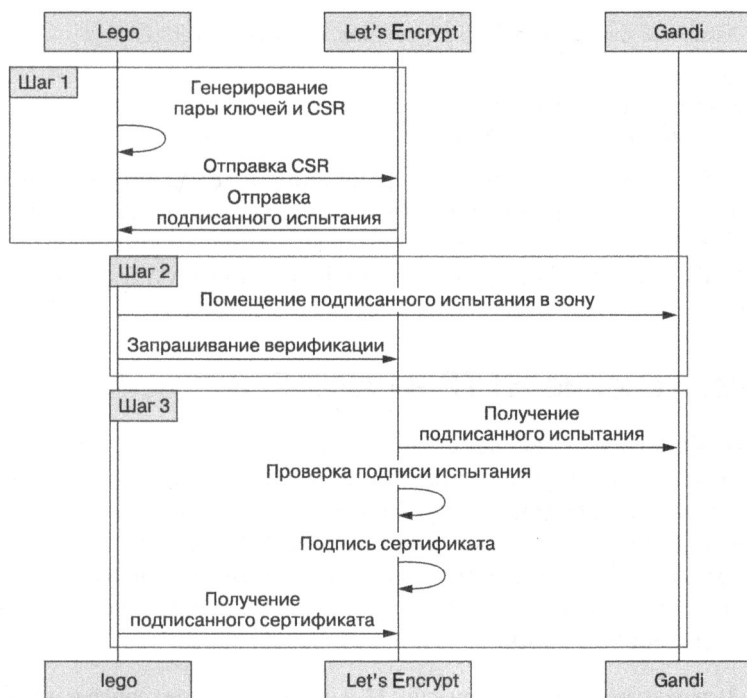 Lego
Let's Encrypt
Gandi
Шаг 1
Генерирование
пары ключей и CSR
Отправка CSR
Отправка
подписанного испытания
Шаг 2
Помещение подписанного испытания в зону
Запрашивание верификации
Шаг 3
Получение
подписанного испытания
Проверка подписи испытания
Подпись сертификата
Получение
подписанного сертификата
lego
Let's Encrypt
Gandi